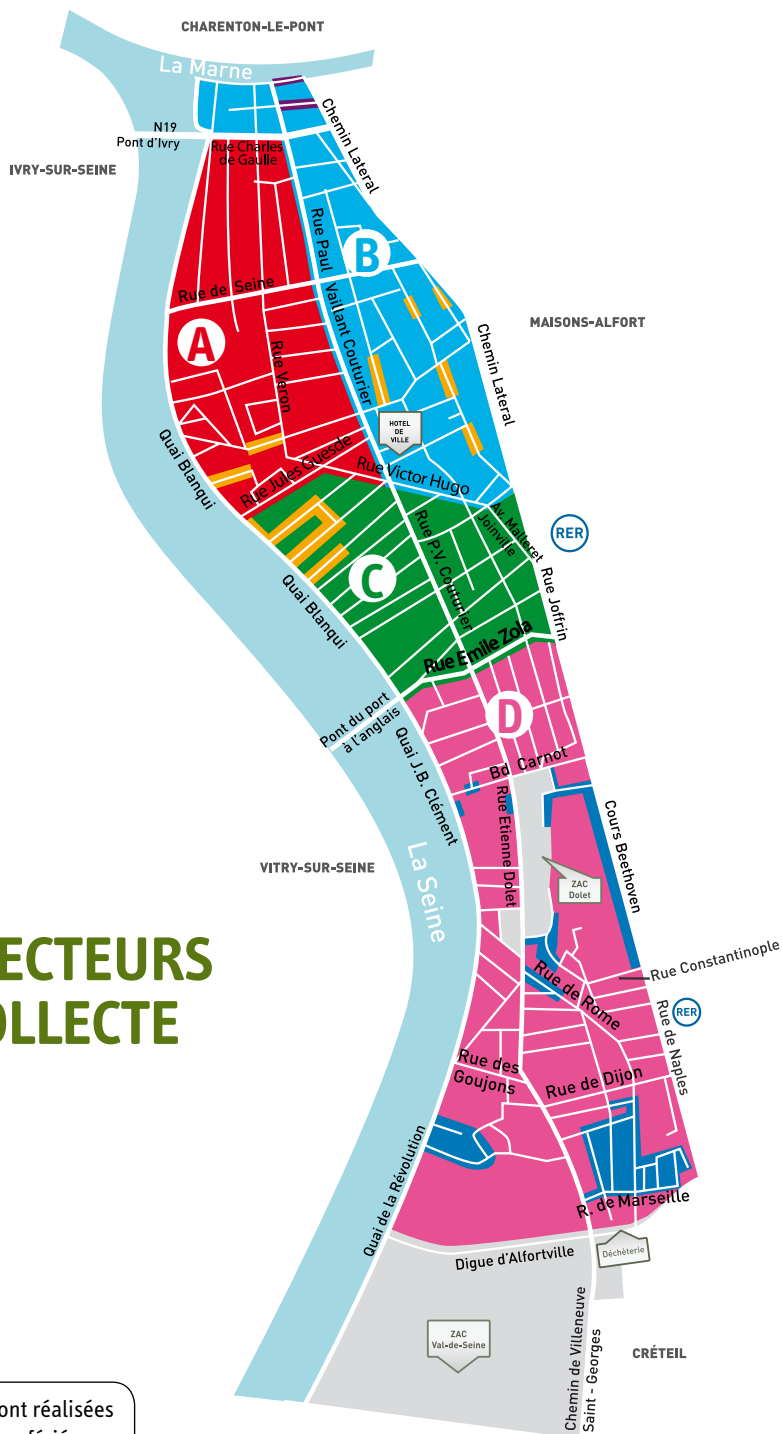 CHARENTON-LE-PONT
La Marne
N19
Pont d'Ivry
Rue Charles
de Gaulle
Chemin Lateral
IVRY-SUR-SEINE
Rue Paul Vaillant Couturier
B
Rue de Seine
MAISONS-ALFORT
A
Rue Veron
Chemin Lateral
HOTEL
DE
VILLE
Quai Blanqui
Rue Jules Guesde
Rue Victor Hugo
Av. Malleret
Joinville
RER
Rue P.V. Couturier
C
Quai Blanqui
Rue Joffrin
Rue Emile Zola
D
Pont du port
à l'anglais
Quai J.B. Clément
Bd Carnot
Rue Etienne Dolet
Cours Beethoven
VITRY-SUR-SEINE
La Seine
ZAC
Dolet
ECTEURS
OLLECTE
Rue Constantinople
Rue de Rome
RER
Rue de Naples
Rue des
Goujons
Rue de Dijon
Quai de la Révolution
R. de Marseille
Digue d'Alfortville
Déchèterie
ZAC
Val-de-Seine
CRÉTEIL
Chemin de Villeneuve
Saint - Georges
ont réalisées